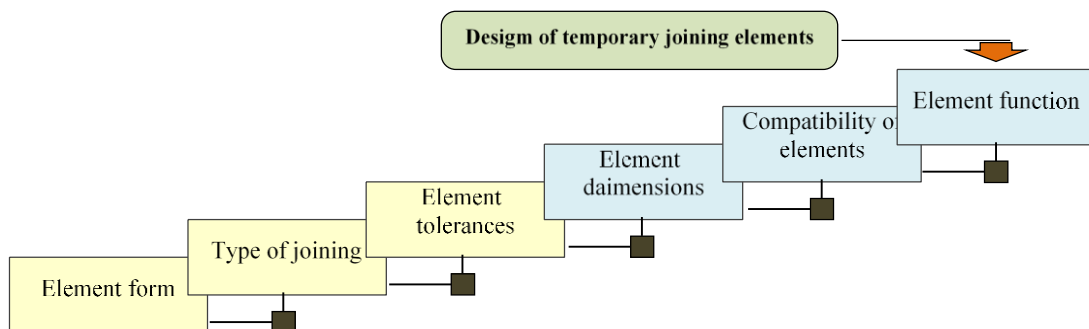 Desigm of temporary joining elements
Element function
Compatibility of
elements
Element
daimensions
Element
tolerances
Type of joining
Element form